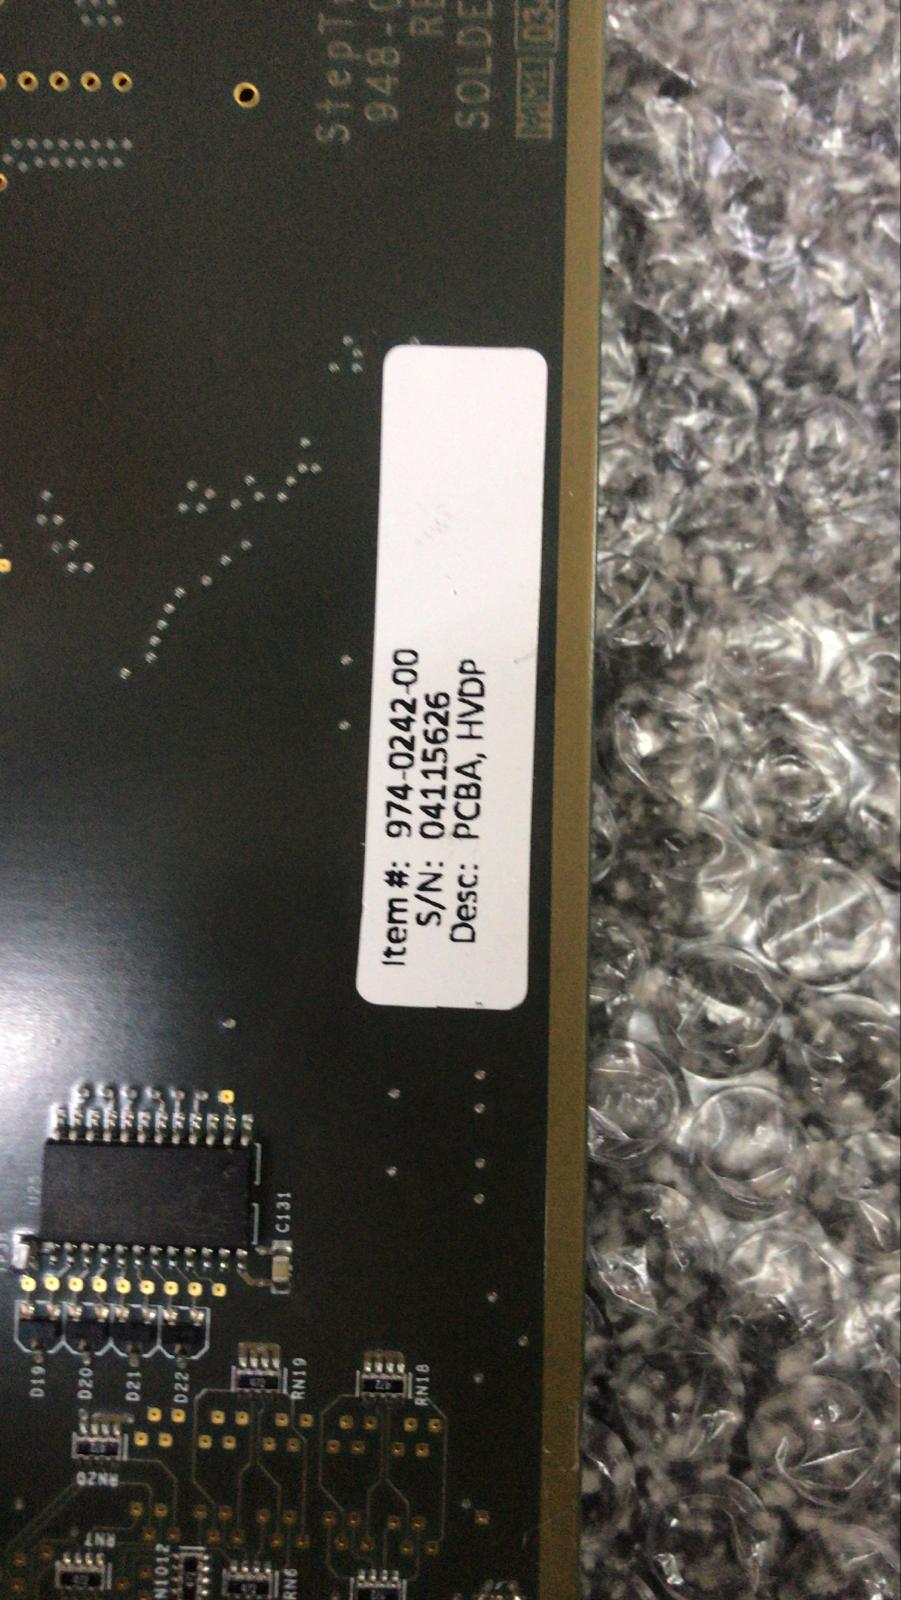 Item #: 974-0242-00
S/N: 04115626
Desc: PCBA, HVDP
SOLDE
C131
D19
D20
D21
D22
RN19
RN18
RN20
RN7
RN6